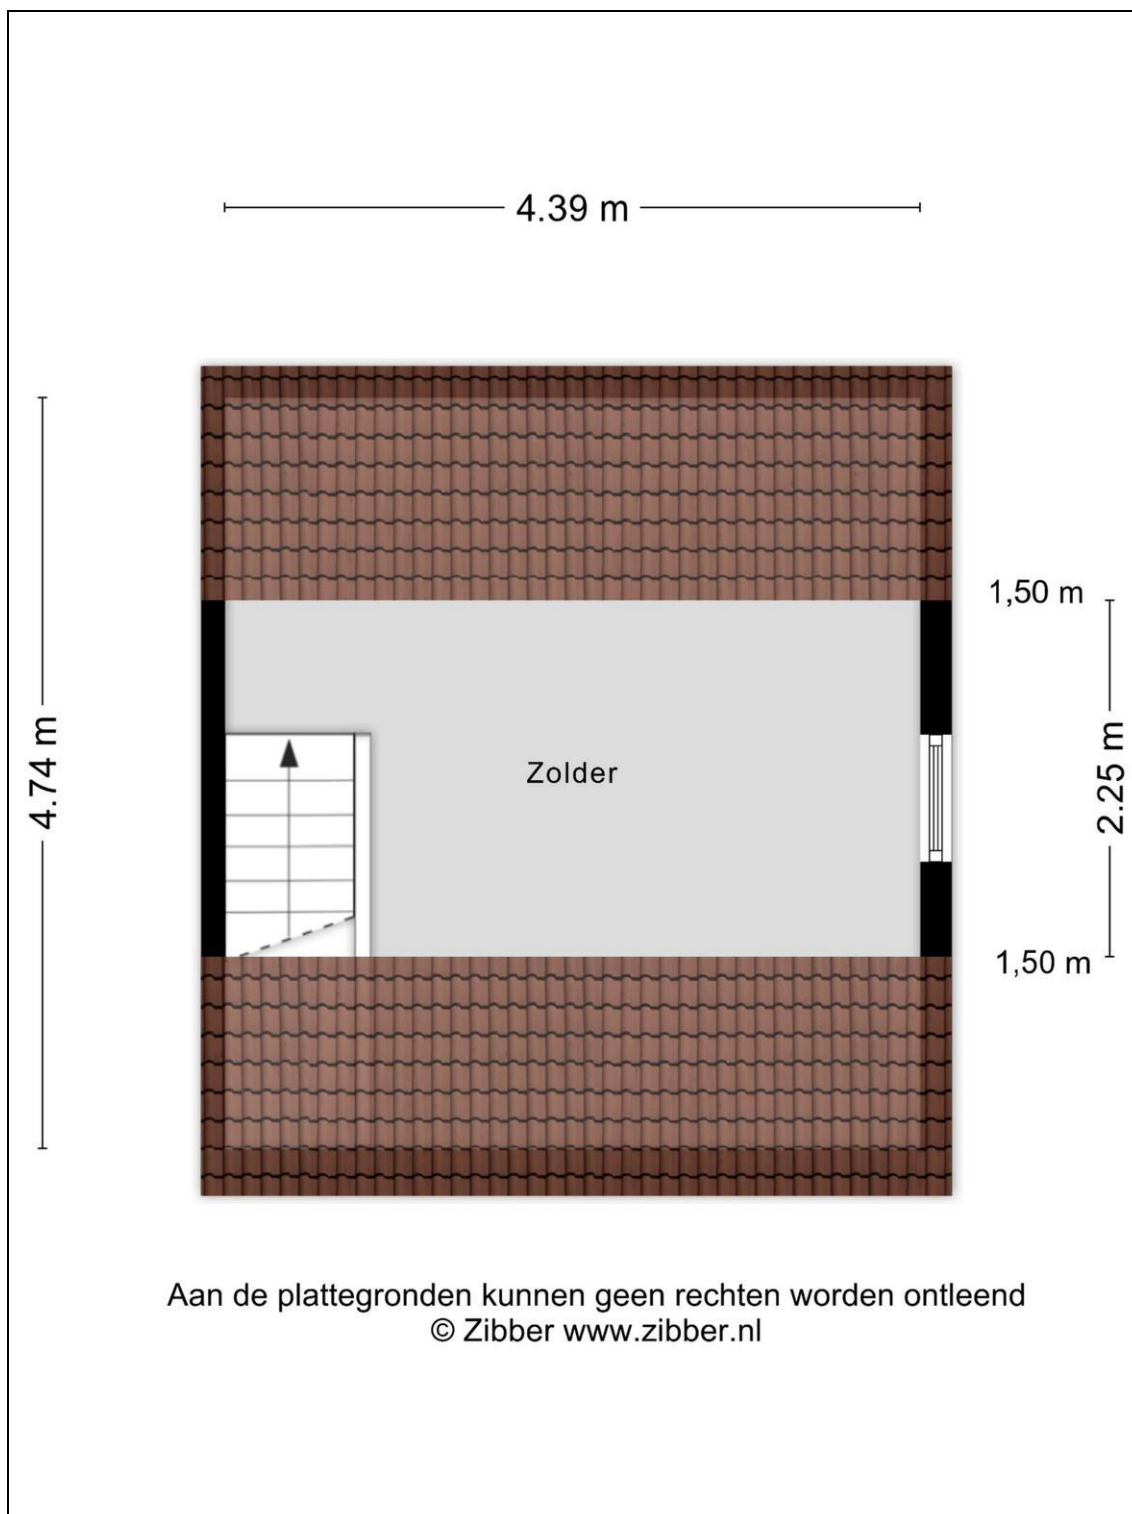 4.39 m
1,50 m
4.74 m
Zolder
2.25 m
1,50 m
Aan de plattegronden kunnen geen rechten worden ontleend
© Zibber www.zibber.nl